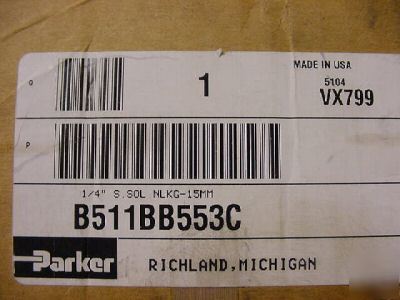 MADE IN USA
Q
1
5104
VX799
P
1/4" S.SOL NLKG-15MM
B511BB553C
Parker
RICHLAND, MICHIGAN